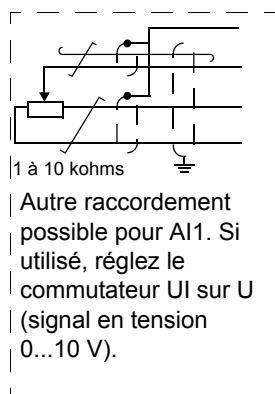 1 à 10 kohms
Autre raccordement
possible pour AI1. Si
utilisé, réglez le
commutateur UI sur U
(signal en tension
0...10 V).